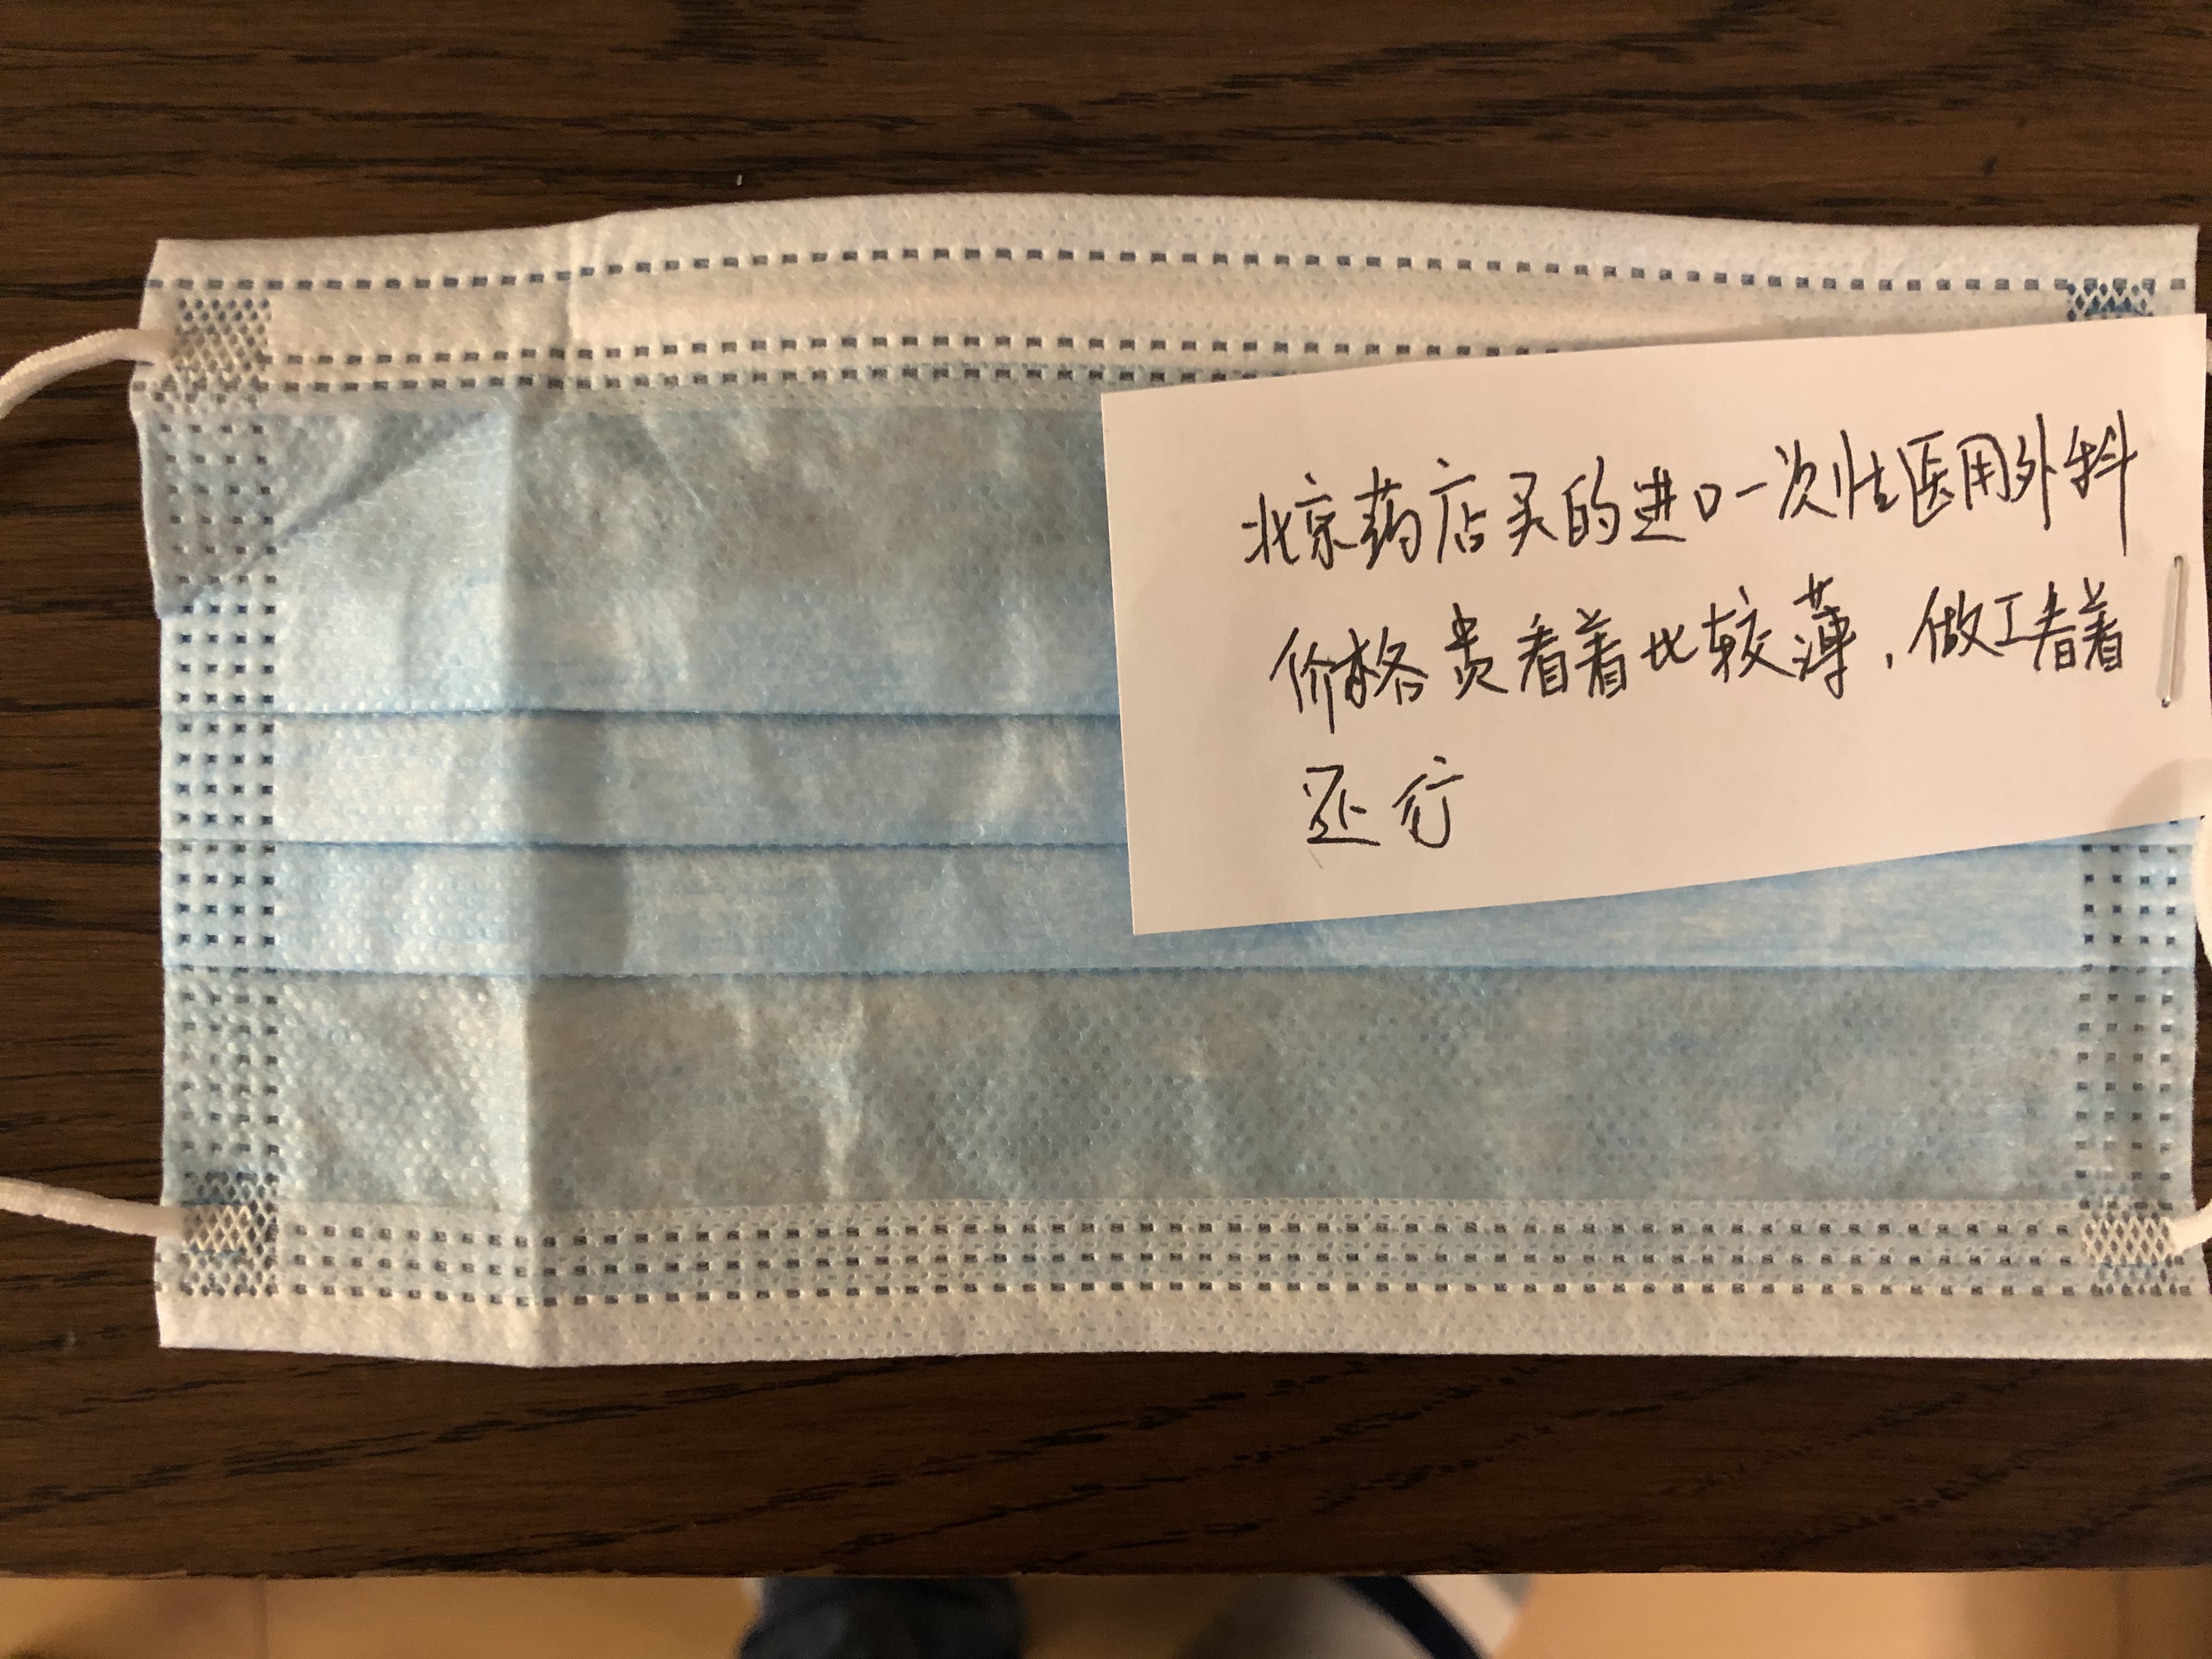 北京药店买的进口一次性医用外科
价格贵看着比较薄，做工看着
还行